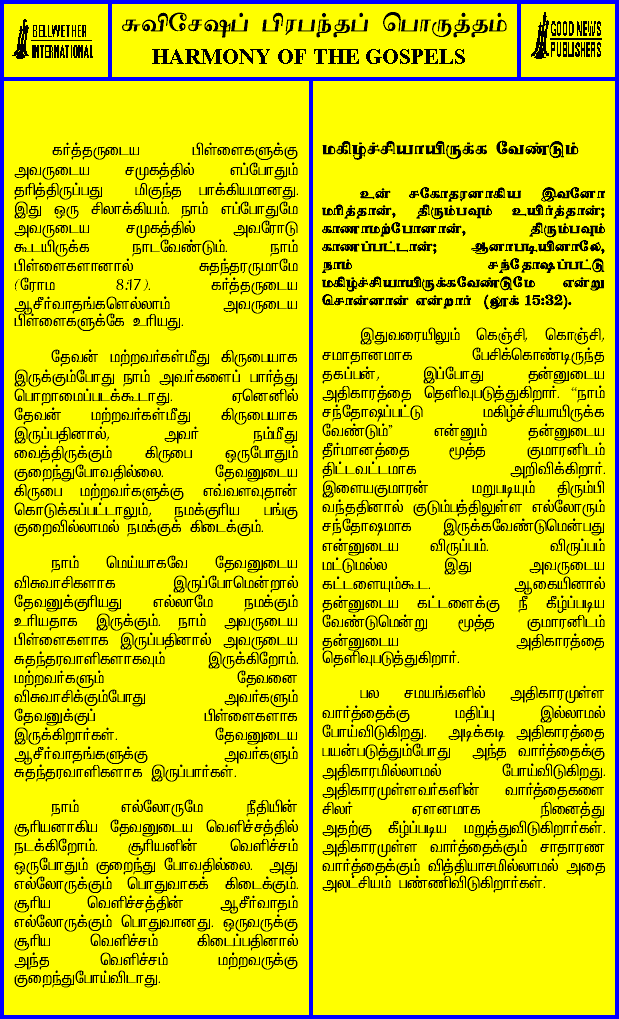 BELLWETHER
INTERNATIONAL
சுவிசேஷப் பிரபந்தப் பொருத்தம்
HARMONY OF THE GOSPELS
GOOD NEWS
PUBLISHERS
கர்த்தருடைய பிள்ளைகளுக்கு
அவருடைய சமுகத்தில் எப்போதும்
தரித்திருப்பது மிகுந்த பாக்கியமானது.
இது ஒரு சிலாக்கியம். நாம் எப்போதுமே
அவருடைய சமுகத்தில் அவரோடு
கூடயிருக்க நாடவேண்டும். நாம்
பிள்ளைகளானால் சுதந்தரருமாமே
(ரோம 8:17). கர்த்தருடைய
ஆசீர்வாதங்களெல்லாம் அவருடைய
பிள்ளைகளுக்கே உரியது.
தேவன் மற்றவர்கள்மீது கிருபையாக
இருக்கும்போது நாம் அவர்களைப் பார்த்து
பொறாமைப்படக்கூடாது. ஏனெனில்
தேவன் மற்றவர்கள்மீது கிருபையாக
இருப்பதினால், அவர் நம்மீது
வைத்திருக்கும் கிருபை ஒருபோதும்
குறைந்துபோவதில்லை. தேவனுடைய
கிருபை மற்றவர்களுக்கு எவ்வளவுதான்
கொடுக்கப்பட்டாலும், நமக்குரிய பங்கு
குறைவில்லாமல் நமக்குக் கிடைக்கும்.
நாம் மெய்யாகவே தேவனுடைய
விசுவாசிகளாக இருப்போமென்றால்
தேவனுக்குரியது எல்லாமே நமக்கும்
உரியதாக இருக்கும். நாம் அவருடைய
பிள்ளைகளாக இருப்பதினால் அவருடைய
சுதந்தரவாளிகளாகவும் இருக்கிறோம்.
மற்றவர்களும் தேவனை
விசுவாசிக்கும்போது அவர்களும்
தேவனுக்குப் பிள்ளைகளாக
இருக்கிறார்கள். தேவனுடைய
ஆசீர்வாதங்களுக்கு அவர்களும்
சுதந்தரவாளிகளாக இருப்பார்கள்.
நாம் எல்லோருமே நீதியின்
சூரியனாகிய தேவனுடைய வெளிச்சத்தில்
நடக்கிறோம். சூரியனின் வெளிச்சம்
ஒருபோதும் குறைந்து போவதில்லை. அது
எல்லோருக்கும் பொதுவாகக் கிடைக்கும்.
சூரிய வெளிச்சத்தின் ஆசீர்வாதம்
எல்லோருக்கும் பொதுவானது. ஒருவருக்கு
சூரிய வெளிச்சம் கிடைப்பதினால்
அந்த வெளிச்சம் மற்றவருக்கு
குறைந்துபோய்விடாது.
மகிழ்ச்சியாயிருக்க வேண்டும்
உன் சகோதரனாகிய இவனோ
மரித்தான், திரும்பவும் உயிர்த்தான்;
காணாமற்போனான், திரும்பவும்
காணப்பட்டான்; ஆனபடியினாலே,
நாம் சந்தோஷப்பட்டு
மகிழ்ச்சியாயிருக்கவேண்டுமே என்று
சொன்னான் என்றார் (லூக் 15:32).
இதுவரையிலும் கெஞ்சி, கொஞ்சி,
சமாதானமாக பேசிக்கொண்டிருந்த
தகப்பன், இப்போது தன்னுடைய
அதிகாரத்தை தெளிவுபடுத்துகிறார். “நாம்
சந்தோஷப்பட்டு மகிழ்ச்சியாயிருக்க
வேண்டும்” என்னும் தன்னுடைய
தீர்மானத்தை மூத்த குமாரனிடம்
திட்டவட்டமாக அறிவிக்கிறார்.
இளையகுமாரன் மறுபடியும் திரும்பி
வந்ததினால் குடும்பத்திலுள்ள எல்லோரும்
சந்தோஷமாக இருக்கவேண்டுமென்பது
என்னுடைய விருப்பம். விருப்பம்
மட்டுமல்ல இது அவருடைய
கட்டளையும்கூட. ஆகையினால்
தன்னுடைய கட்டளைக்கு நீ கீழ்ப்படிய
வேண்டுமென்று மூத்த குமாரனிடம்
தன்னுடைய அதிகாரத்தை
தெளிவுபடுத்துகிறார்.
பல சமயங்களில் அதிகாரமுள்ள
வார்த்தைக்கு மதிப்பு இல்லாமல்
போய்விடுகிறது. அடிக்கடி அதிகாரத்தை
பயன்படுத்தும்போது அந்த வார்த்தைக்கு
அதிகாரமில்லாமல் போய்விடுகிறது.
அதிகாரமுள்ளவர்களின் வார்த்தைகளை
சிலர் ஏளனமாக நினைத்து
அதற்கு கீழ்ப்படிய மறுத்துவிடுகிறார்கள்.
அதிகாரமுள்ள வார்த்தைக்கும் சாதாரண
வார்த்தைக்கும் வித்தியாசமில்லாமல் அதை
அலட்சியம் பண்ணிவிடுகிறார்கள்.